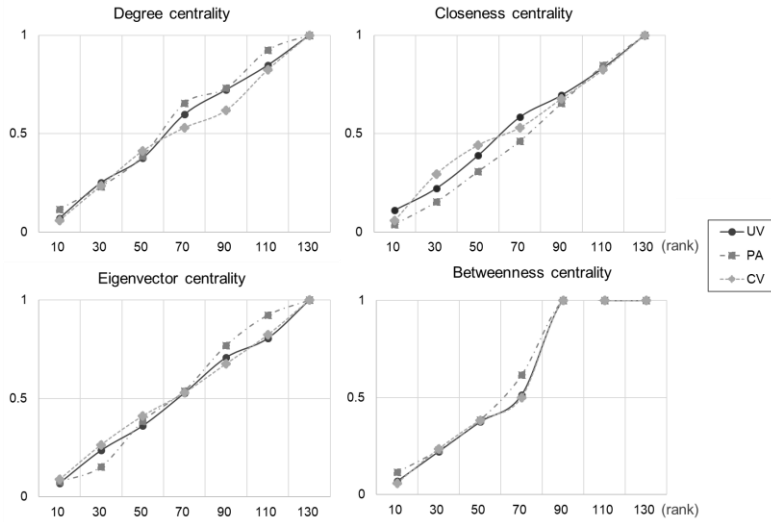 Degree centrality
1
0.5
0
10 30 50 70 90 110 130
Closeness centrality
1
0.5
0
10 30 50 70 90 110 130 (rank)
UV
PA
CV
Eigenvector centrality
1
0.5
0
10 30 50 70 90 110 130
Betweenness centrality
1
0.5
0
10 30 50 70 90 110 130 (rank)